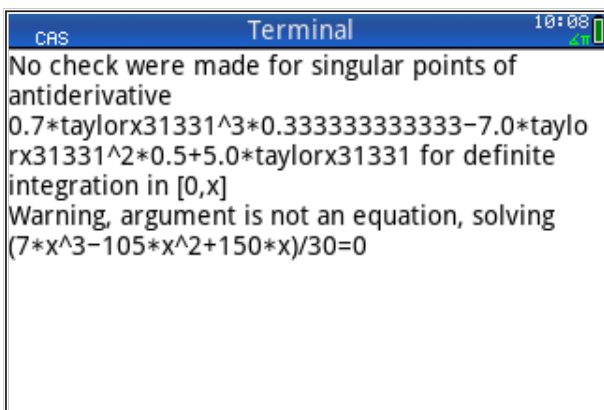 CAS Terminal 10:08
∡π
No check were made for singular points of
antiderivative
0.7*taylorx31331^3*0.333333333333−7.0*taylo
rx31331^2*0.5+5.0*taylorx31331 for definite
integration in [0,x]
Warning, argument is not an equation, solving
(7*x^3−105*x^2+150*x)/30=0